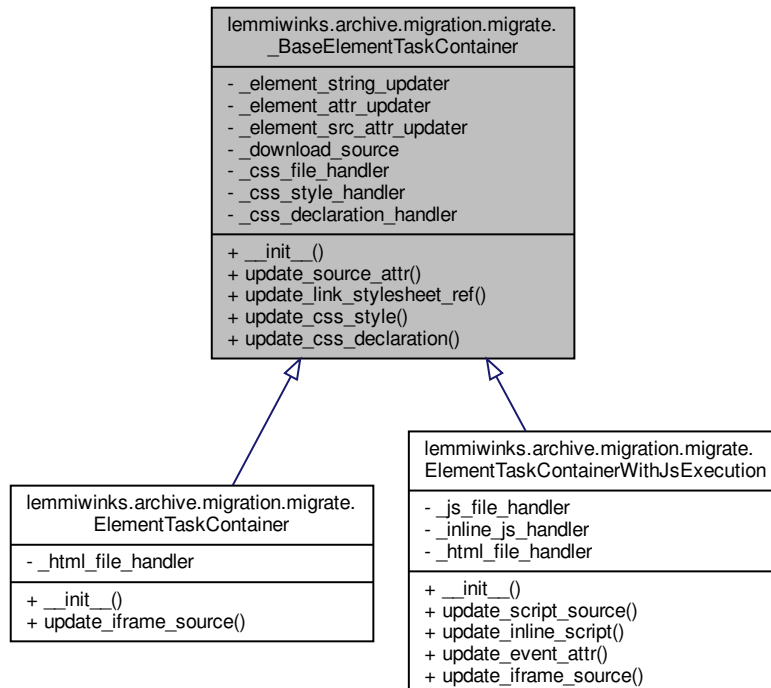 lemmiwinks.archive.migration.migrate.
_BaseElementTaskContainer
- _element_string_updater
- _element_attr_updater
- _element_src_attr_updater
- _download_source
- _css_file_handler
- _css_style_handler
- _css_declaration_handler
+ __init__()
+ update_source_attr()
+ update_link_stylesheet_ref()
+ update_css_style()
+ update_css_declaration()
lemmiwinks.archive.migration.migrate.
ElementTaskContainer
- _html_file_handler
+ __init__()
+ update_iframe_source()
lemmiwinks.archive.migration.migrate.
ElementTaskContainerWithJsExecution
- _js_file_handler
- _inline_js_handler
- _html_file_handler
+ __init__()
+ update_script_source()
+ update_inline_script()
+ update_event_attr()
+ update_iframe_source()